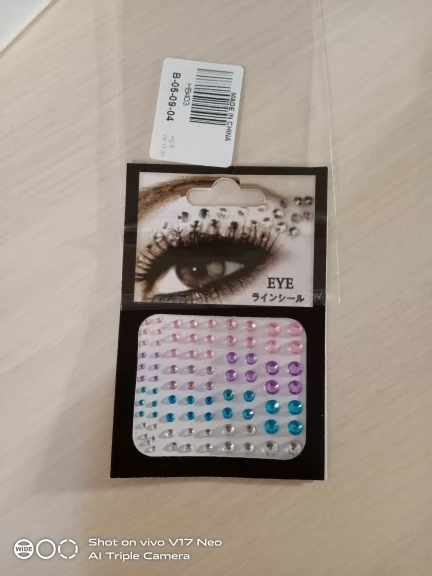 MADE IN CHINA
B-05-09-04
EYE
ラインシール
WIDE
Shot on vivo V17 Neo
AI Triple Camera